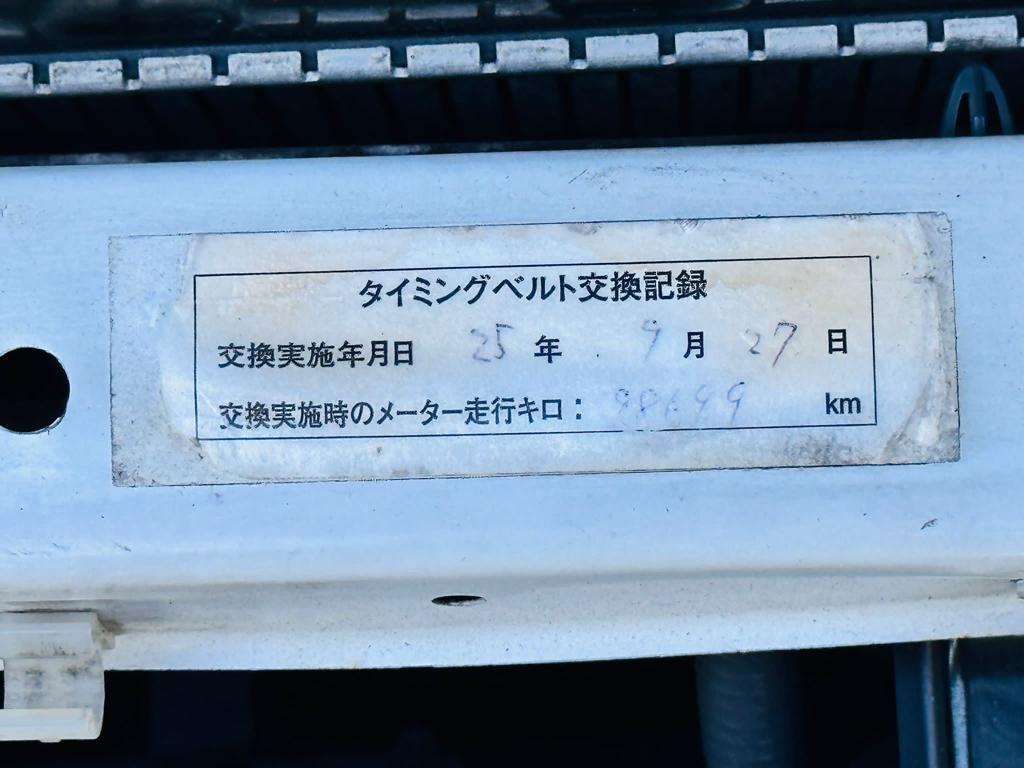 タイミングベルト交換記録
交換実施年月日 25 年 9 月 27 日
交換実施時のメーター走行キロ： km